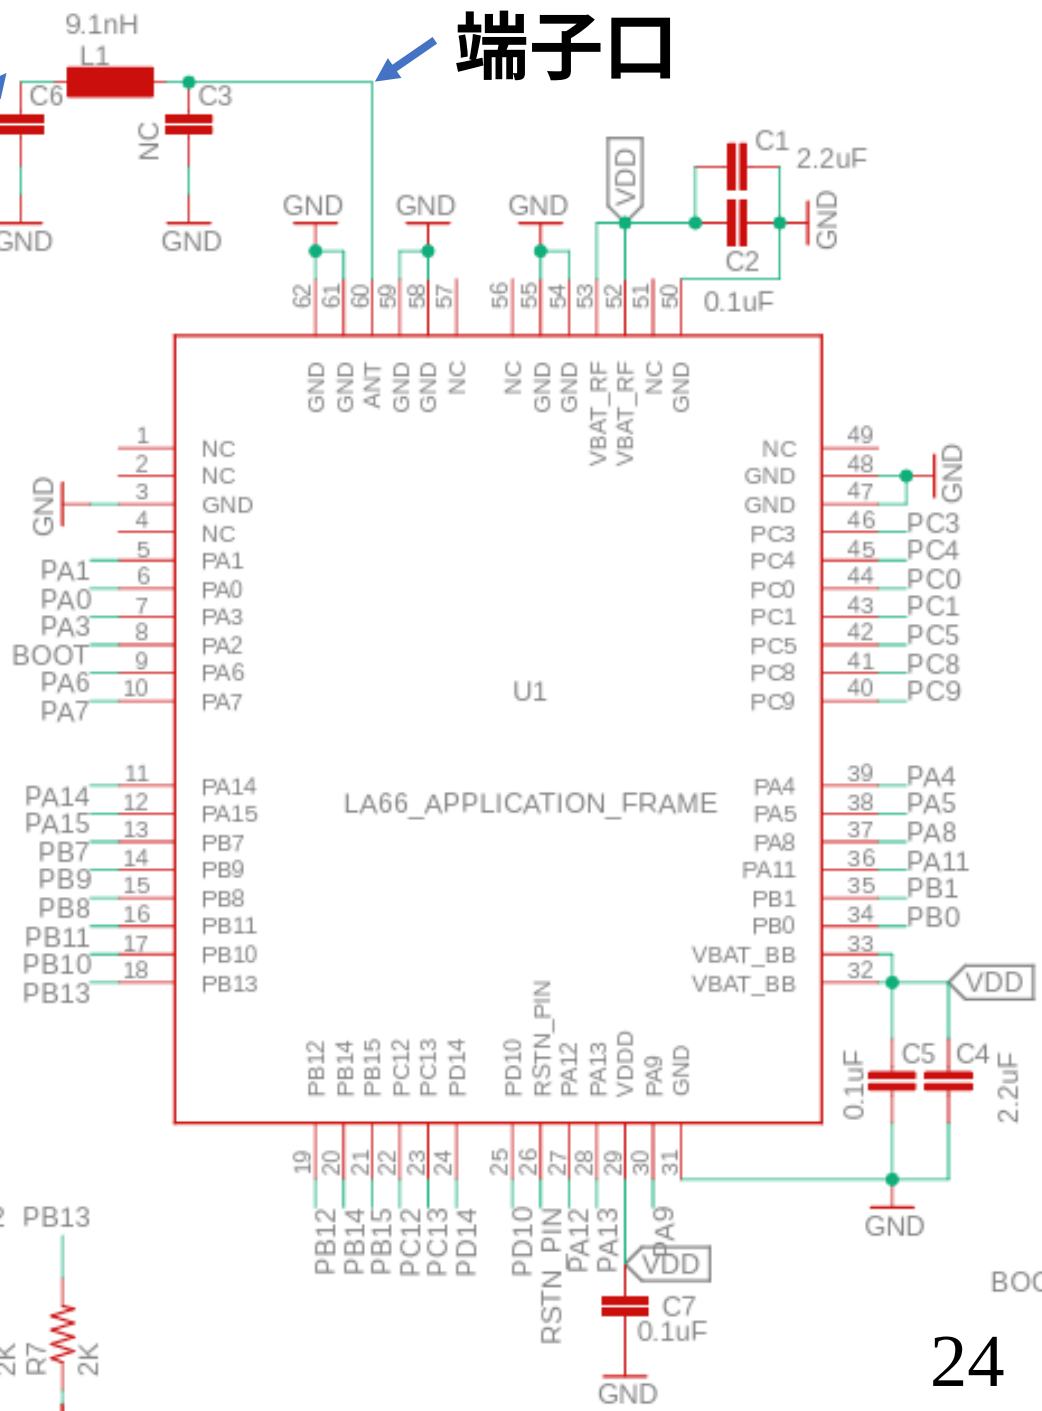 9.1nH
L1
端子口
C6
C3
NC
GND
GND
C1
2.2uF
VDD
GND
GND
GND
GND
C2
0.1uF
62
61
60
59
58
57
56
55
54
53
52
51
50
GND
GND
ANT
GND
GND
NC
NC
GND
GND
VBAT_RF
VBAT_RF
NC
GND
1 NC
2 NC
GND 3 GND
4 NC
PA1 5 PA1
PA0 6 PA0
PA3 7 PA3
BOOT 8 PA2
PA6 9 PA6
PA7 10 PA7
PA14 11 PA14
PA15 12 PA15
PB7 13 PB7
PB9 14 PB9
PB8 15 PB8
PB11 16 PB11
PB10 17 PB10
PB13 18 PB13
U1
LA66_APPLICATION_FRAME
NC 49
GND 48 GND
GND 47
PC3 46 PC3
PC4 45 PC4
PC0 44 PC0
PC1 43 PC1
PC5 42 PC5
PC8 41 PC8
PC9 40 PC9
PA4 39 PA4
PA5 38 PA5
PA8 37 PA8
PA11 36 PA11
PB1 35 PB1
PB0 34 PB0
VBAT_BB 33
VBAT_BB 32
VDD
PB12
PB14
PB15
PC12
PC13
PD14
PD10
RSTN_PIN
PA12
PA13
VDDD
PA9
GND
19
20
21
22
23
24
25
26
27
28
29
30
31
0.1uF
C5
C4
2.2uF
GND
PB12
PB14
PB15
PC12
PC13
PD14
PD10
RSTN_PIN
PA12
PA13
PA9
VDD
C7
0.1uF
GND
PB13
2K
R7
2K
24